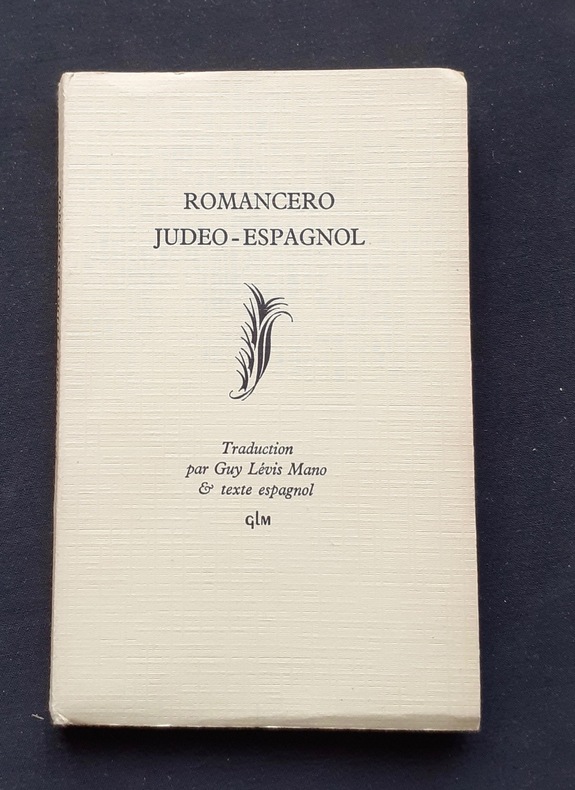 ROMANCERO
JUDEO-ESPAGNOL
Traduction
par Guy Lévis Mano
& texte espagnol
glm